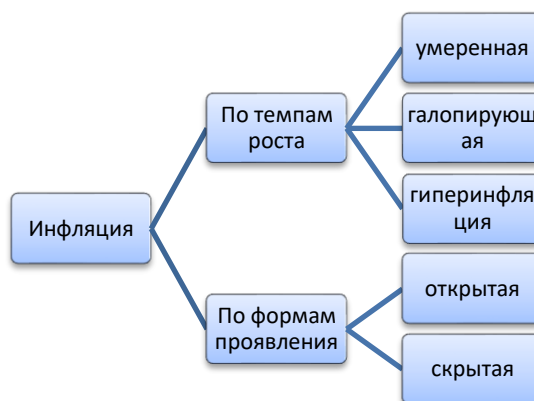 умеренная
По темпам
роста
галопирующ
ая
гиперинфля
ция
Инфляция
открытая
По формам
проявления
скрытая